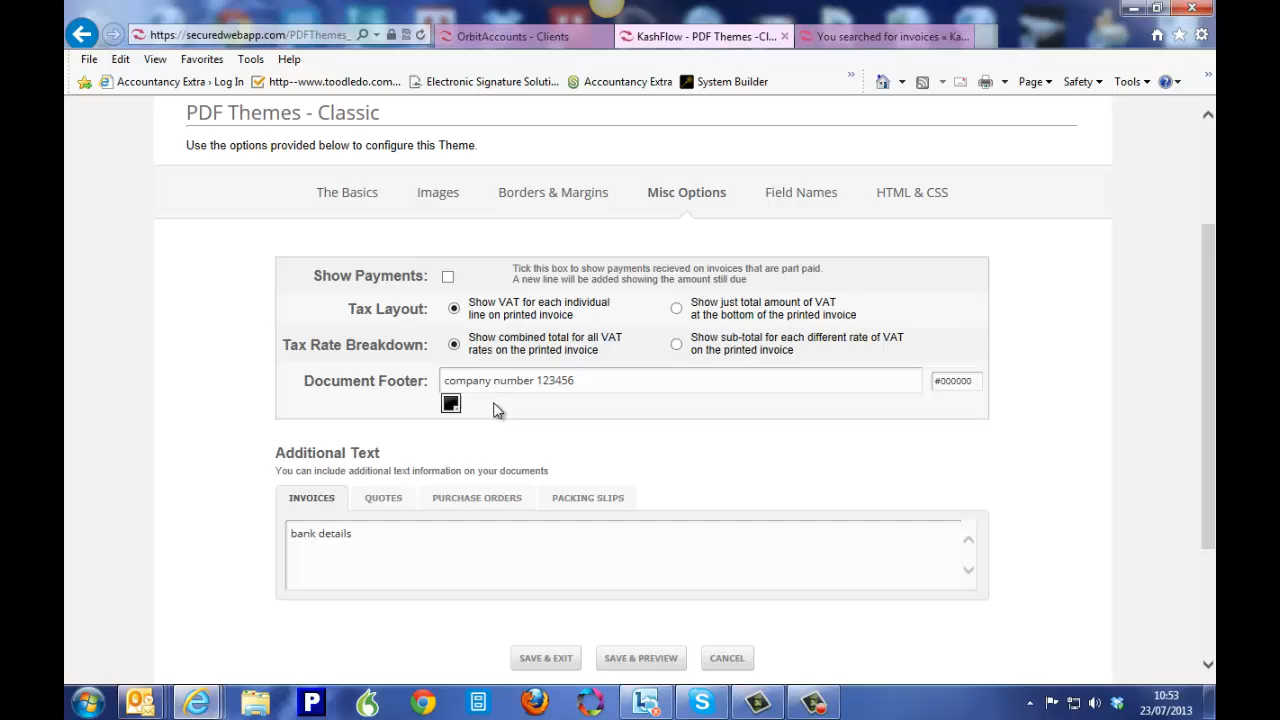 https://securedwebapp.com/PDFThemes_
OrbitAccounts - Clients
KashFlow - PDF Themes -Cl...
You searched for invoices « Ka...
File Edit View Favorites Tools Help
Accountancy Extra › Log In
http--www.toodledo.com...
Electronic Signature Soluti...
Accountancy Extra
System Builder
Page
Safety
Tools
PDF Themes - Classic
Use the options provided below to configure this Theme.
The Basics
Images
Borders & Margins
Misc Options
Field Names
HTML & CSS
Show Payments:
Tick this box to show payments recieved on invoices that are part paid.
A new line will be added showing the amount still due
Tax Layout:
Show VAT for each individual
line on printed invoice
Show just total amount of VAT
at the bottom of the printed invoice
Tax Rate Breakdown:
Show combined total for all VAT
rates on the printed invoice
Show sub-total for each different rate of VAT
on the printed invoice
Document Footer:
company number 123456
#000000
Additional Text
You can include additional text information on your documents
INVOICES
QUOTES
PURCHASE ORDERS
PACKING SLIPS
bank details
SAVE & EXIT
SAVE & PREVIEW
CANCEL
10:53
23/07/2013